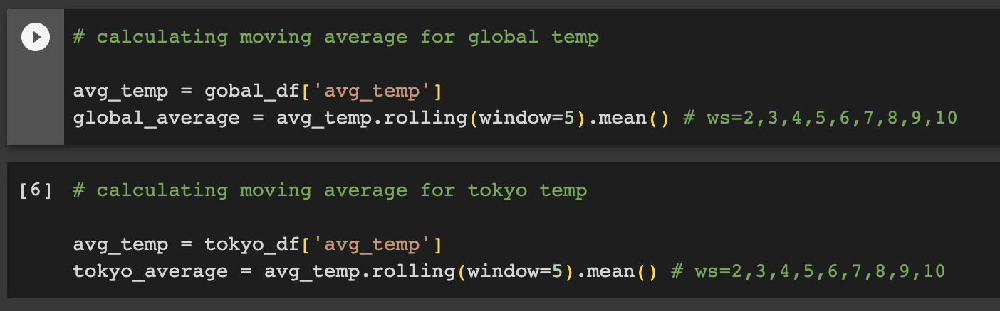 # calculating moving average for global temp
avg_temp = gobal_df['avg_temp']
global_average = avg_temp.rolling(window=5).mean() # ws=2,3,4,5,6,7,8,9,10
[6] # calculating moving average for tokyo temp
avg_temp = tokyo_df['avg_temp']
tokyo_average = avg_temp.rolling(window=5).mean() # ws=2,3,4,5,6,7,8,9,10